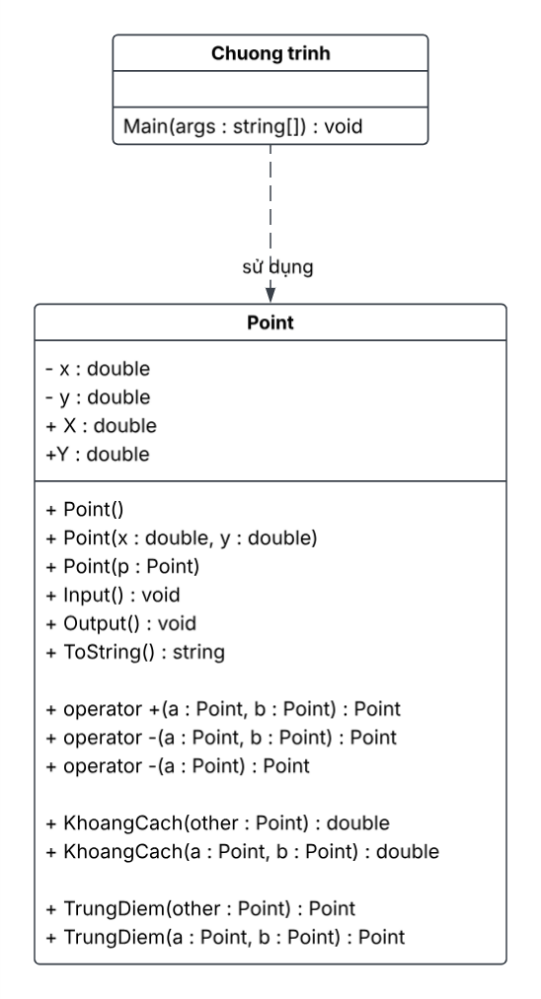 Chuong trinh
Main(args : string[]) : void
sử dụng
Point
- x : double
- y : double
+ X : double
+Y : double
+ Point()
+ Point(x : double, y : double)
+ Point(p : Point)
+ Input() : void
+ Output() : void
+ ToString() : string
+ operator +(a : Point, b : Point) : Point
+ operator -(a : Point, b : Point) : Point
+ operator -(a : Point) : Point
+ KhoangCach(other : Point) : double
+ KhoangCach(a : Point, b : Point) : double
+ TrungDiem(other : Point) : Point
+ TrungDiem(a : Point, b : Point) : Point